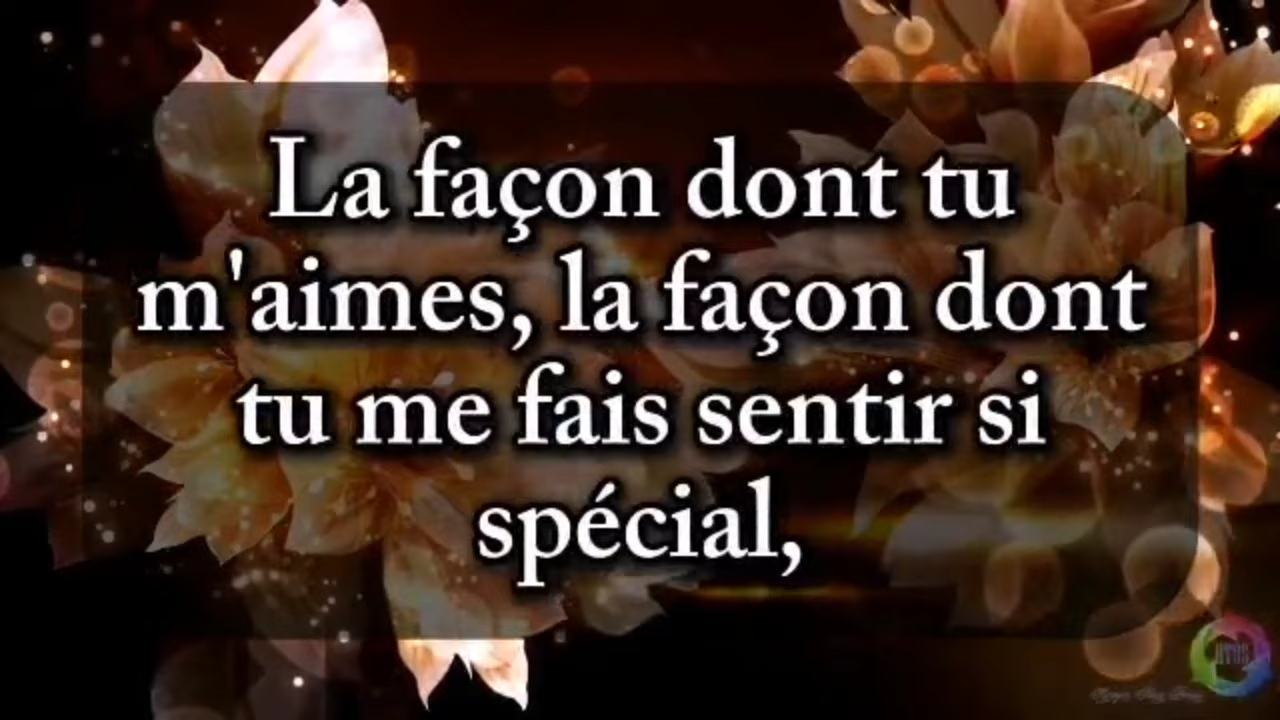 La façon dont tu
m'aimes, la façon dont
tu me fais sentir si
spécial,